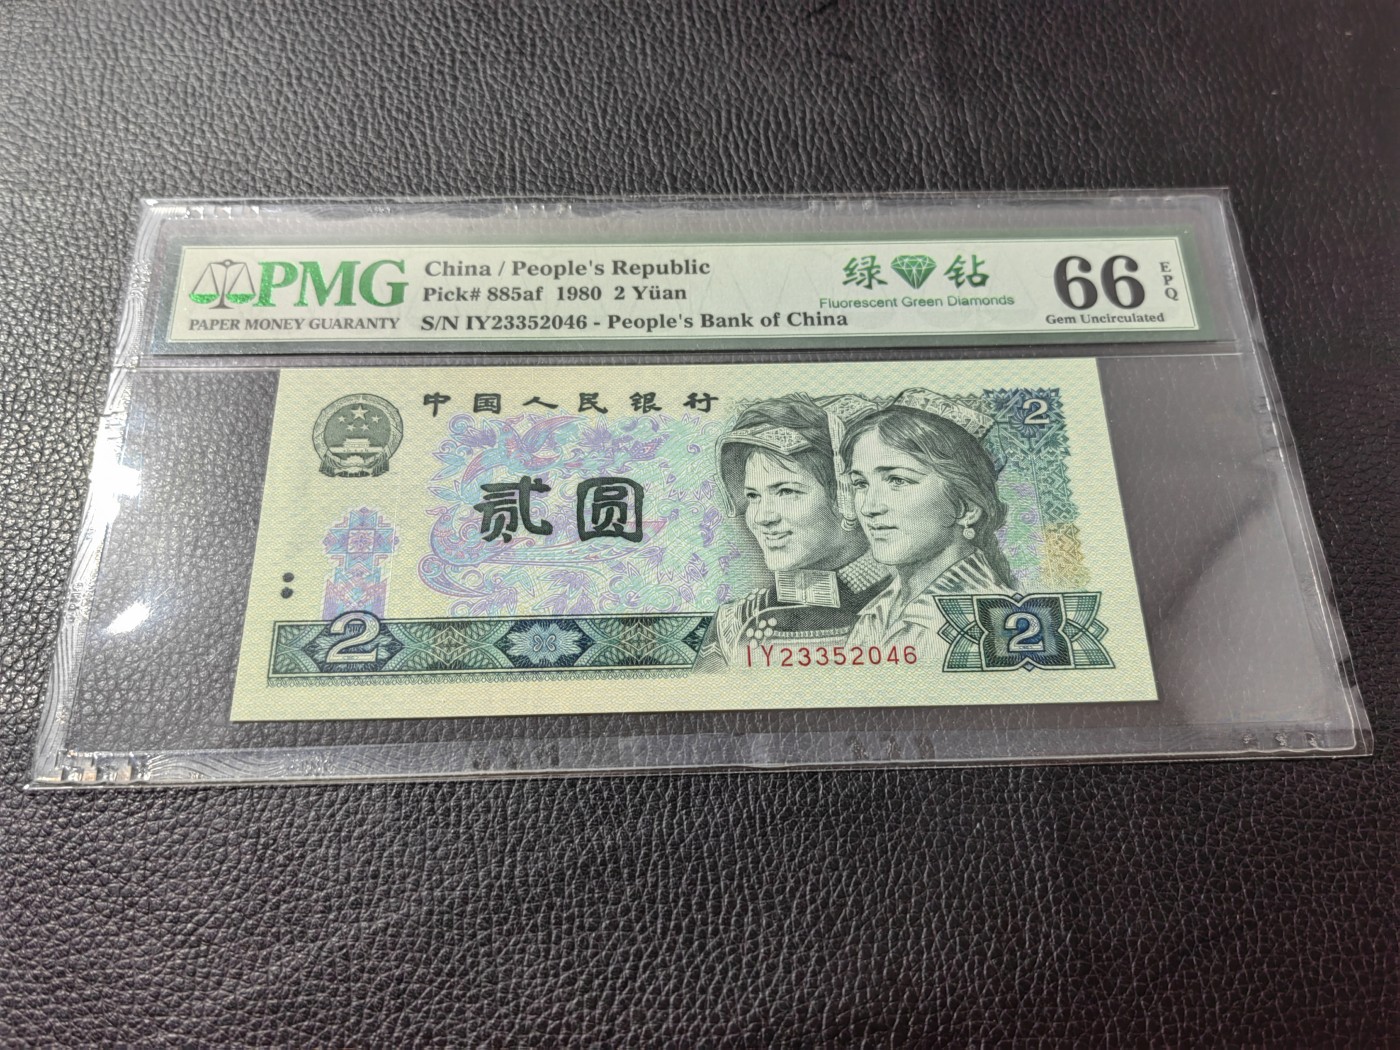 PMG
PAPER MONEY GUARANTY
China / People's Republic
Pick# 885af 1980 2 Yüan
S/N IY23352046 - People's Bank of China
绿钻
Fluorescent Green Diamonds
66
EPQ
Gem Uncirculated
中国人民银行
2
贰圆
2
2
IY23352046